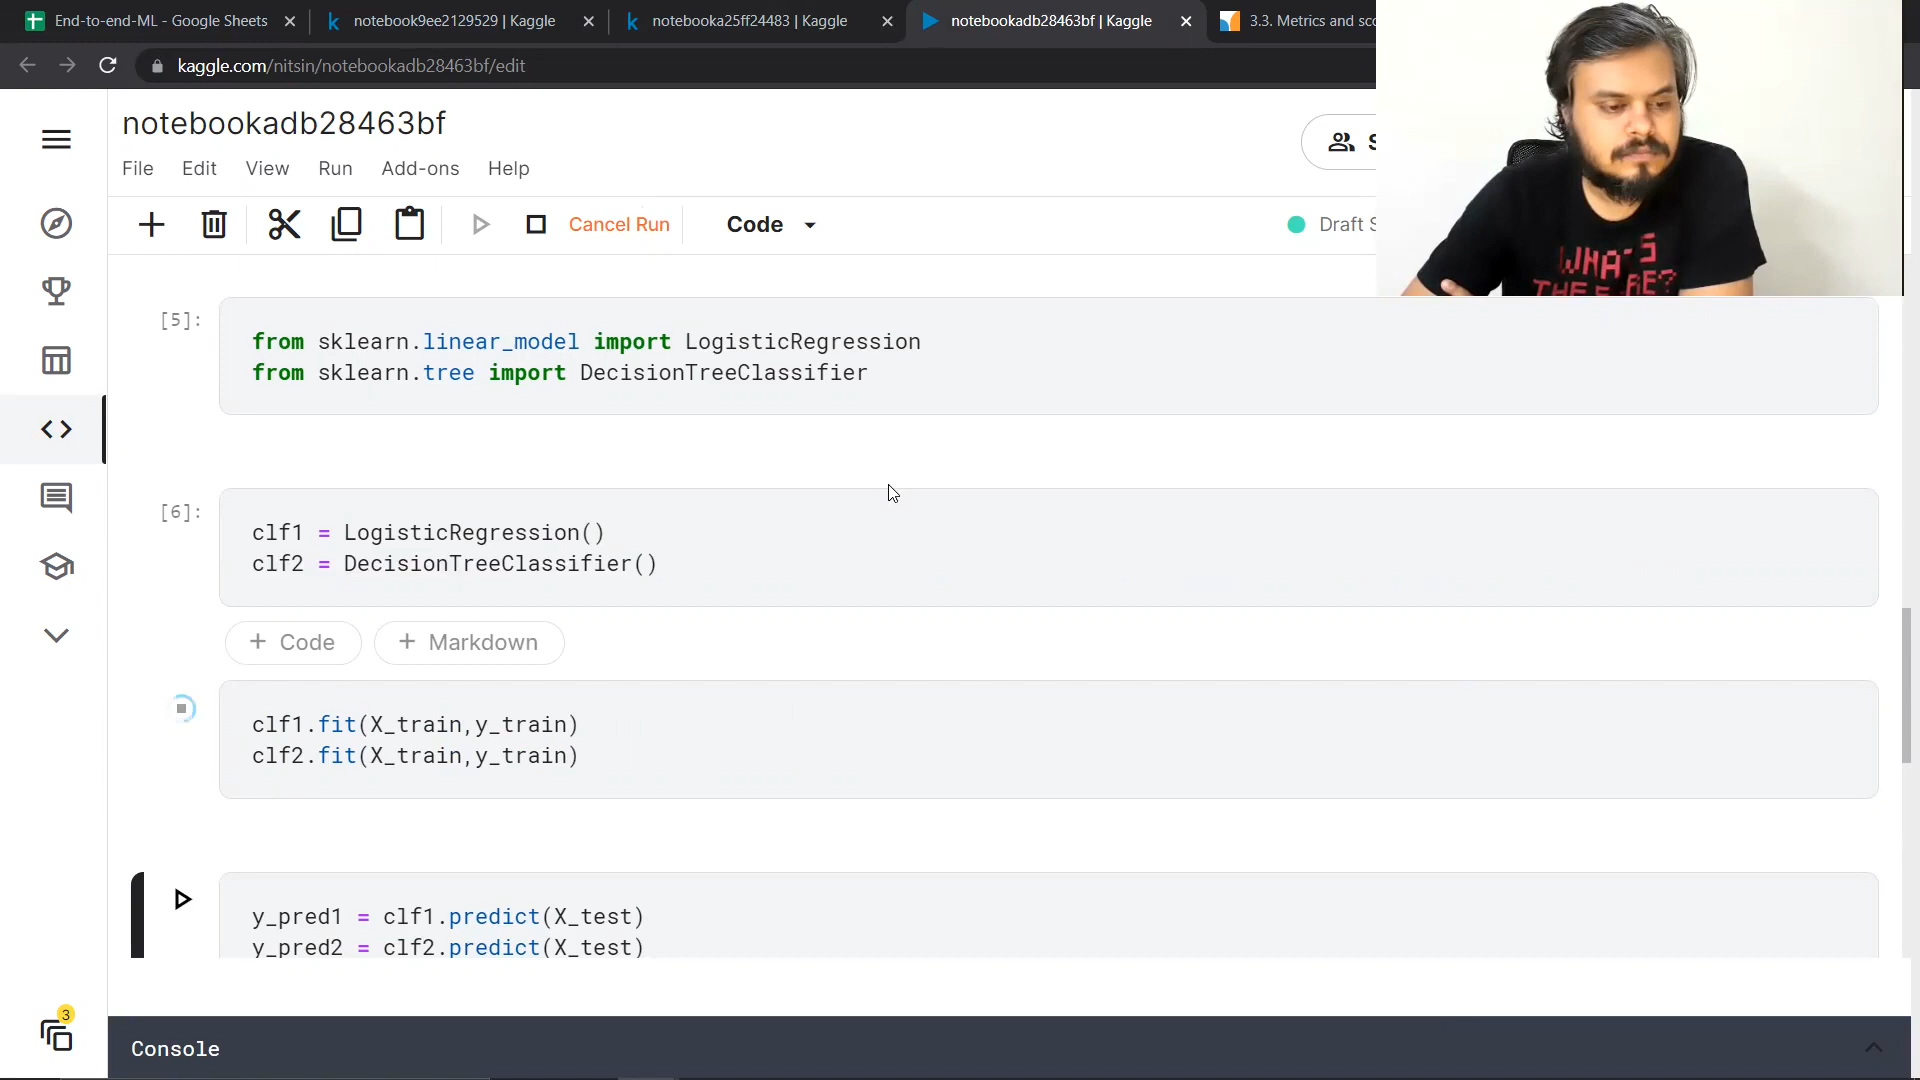 End-to-end-ML - Google Sheets
notebook9ee2129529 | Kaggle
notebooka25ff24483 | Kaggle
notebookadb28463bf | Kaggle
3.3. Metrics and sco
kaggle.com/nitsin/notebookadb28463bf/edit
notebookadb28463bf
File Edit View Run Add-ons Help
S
Cancel Run
Code
Draft S
WHA'S
THE
[5]:
from sklearn.linear_model import LogisticRegression
from sklearn.tree import DecisionTreeClassifier
[6]:
clf1 = LogisticRegression()
clf2 = DecisionTreeClassifier()
+ Code
+ Markdown
clf1.fit(X_train,y_train)
clf2.fit(X_train,y_train)
y_pred1 = clf1.predict(X_test)
y_pred2 = clf2.predict(X_test)
3
Console